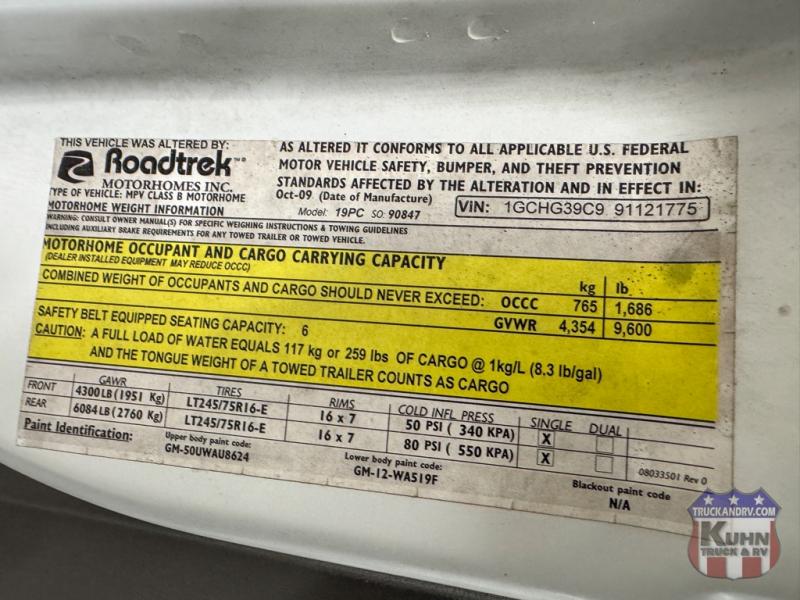 THIS VEHICLE WAS ALTERED BY:
Roadtrek™
MOTORHOMES INC.
TYPE OF VEHICLE: MPV CLASS B MOTORHOME
MOTORHOME WEIGHT INFORMATION
AS ALTERED IT CONFORMS TO ALL APPLICABLE U.S. FEDERAL
MOTOR VEHICLE SAFETY, BUMPER, AND THEFT PREVENTION
STANDARDS AFFECTED BY THE ALTERATION AND IN EFFECT IN:
Oct-09 (Date of Manufacture)
Model: 19PC SO: 90847
VIN: 1GCHG39C9 91121775
WARNING: CONSULT OWNER MANUAL(S) FOR SPECIFIC WEIGHING INSTRUCTIONS & TOWING GUIDELINES
INCLUDING AUXILIARY BRAKE REQUIREMENTS FOR ANY TOWED TRAILER OR TOWED VEHICLE.
MOTORHOME OCCUPANT AND CARGO CARRYING CAPACITY
(DEALER INSTALLED EQUIPMENT MAY REDUCE OCCC)
kg lb
COMBINED WEIGHT OF OCCUPANTS AND CARGO SHOULD NEVER EXCEED: OCCC 765 1,686
GVWR 4,354 9,600
SAFETY BELT EQUIPPED SEATING CAPACITY: 6
CAUTION: A FULL LOAD OF WATER EQUALS 117 kg or 259 lbs OF CARGO @ 1kg/L (8.3 lb/gal)
AND THE TONGUE WEIGHT OF A TOWED TRAILER COUNTS AS CARGO
GAWR TIRES RIMS COLD INFL PRESS SINGLE DUAL
FRONT 4300 LB (1951 Kg) LT245/75R16-E 16 x 7 50 PSI ( 340 KPA) X
REAR 6084 LB (2760 Kg) LT245/75R16-E 16 x 7 80 PSI ( 550 KPA) X
08033501 Rev 0
Paint Identification:
Upper body paint code:
GM-50UWAU8624
Lower body paint code:
GM-12-WA519F
Blackout paint code
N/A
TRUCKANDRV.COM
KUHN
TRUCK & RV